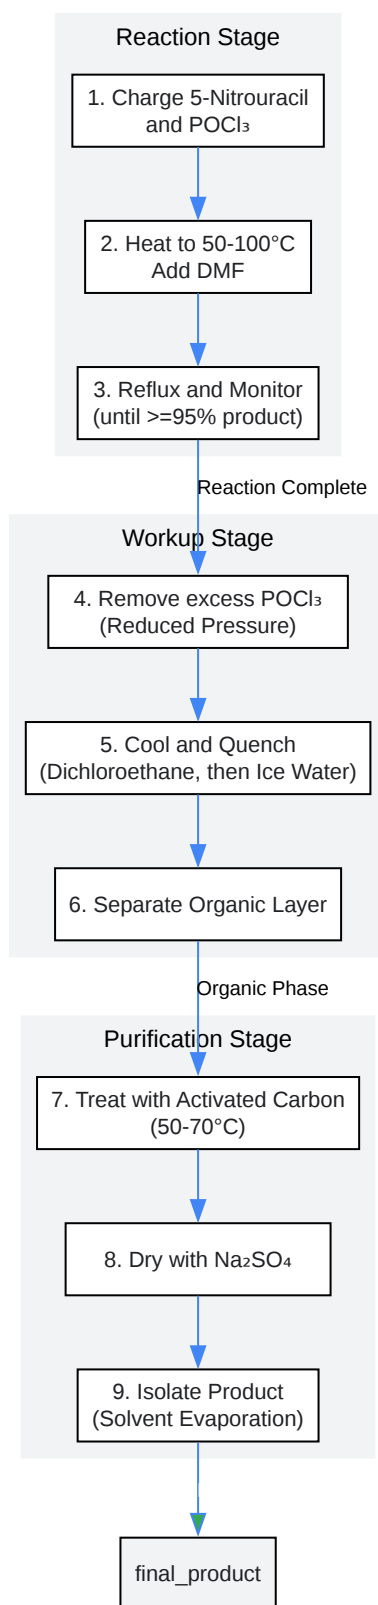 Reaction Stage
1. Charge 5-Nitrouracil
and POCl₃
2. Heat to 50-100°C
Add DMF
3. Reflux and Monitor
(until >=95% product)
Reaction Complete
Workup Stage
4. Remove excess POCl₃
(Reduced Pressure)
5. Cool and Quench
(Dichloroethane, then Ice Water)
6. Separate Organic Layer
Organic Phase
Purification Stage
7. Treat with Activated Carbon
(50-70°C)
8. Dry with Na₂SO₄
9. Isolate Product
(Solvent Evaporation)
final_product